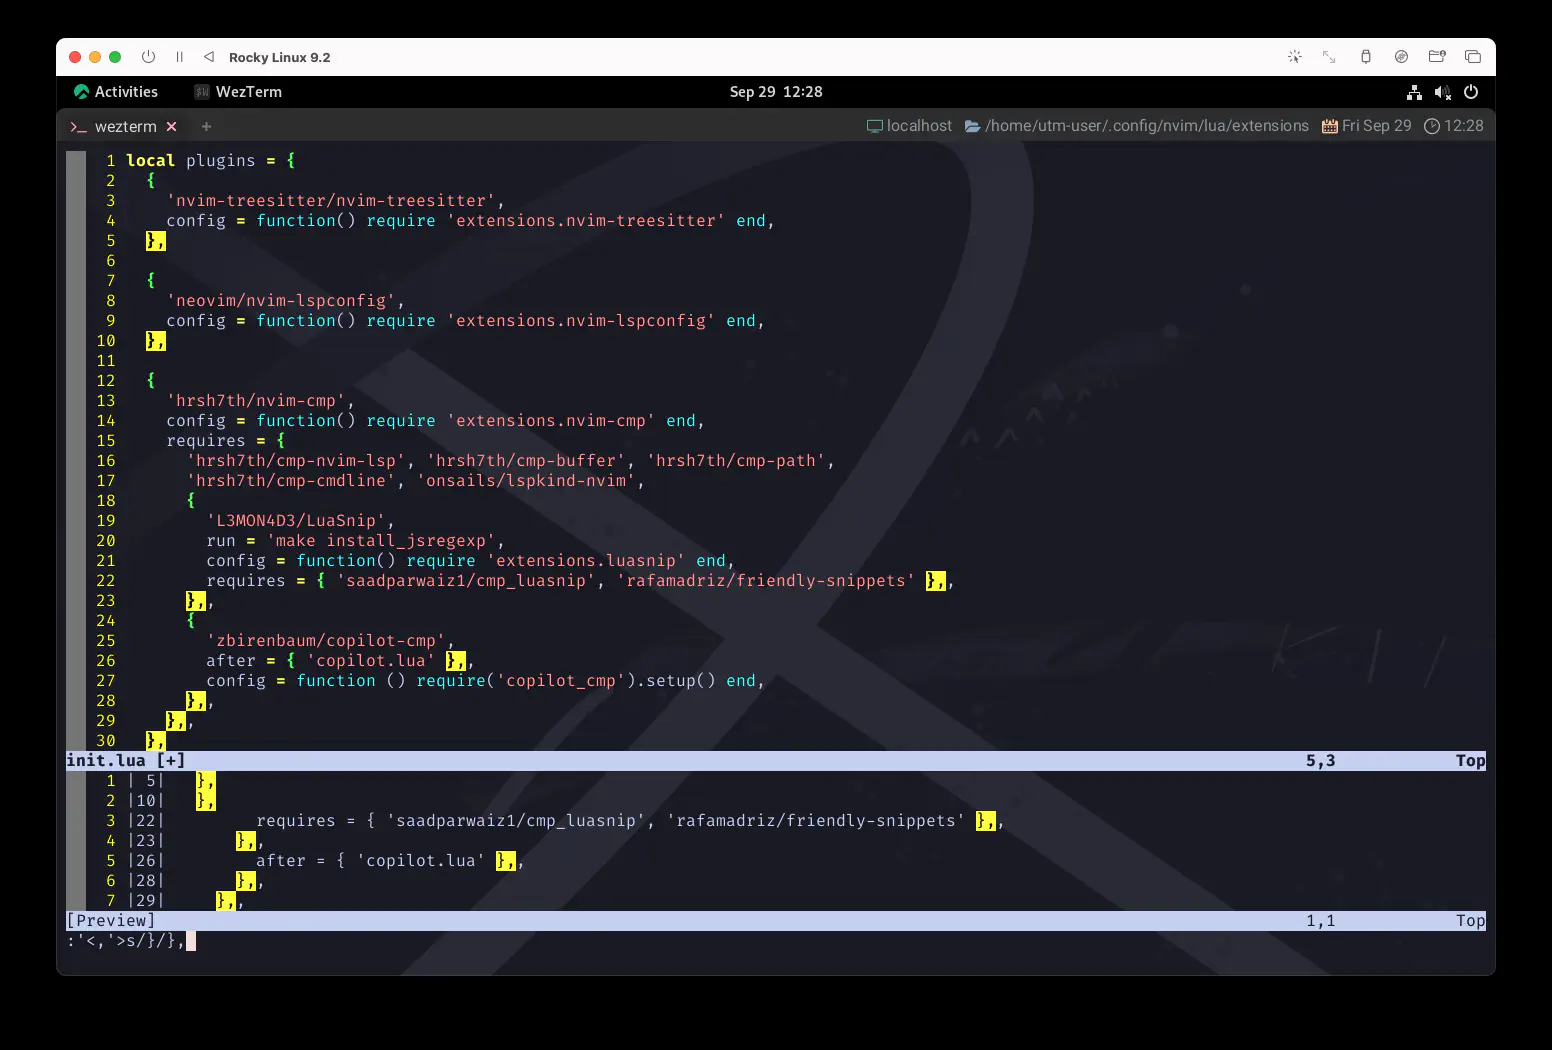 Rocky Linux 9.2
Activities WezTerm Sep 29 12:28
wezterm × + localhost /home/utm-user/.config/nvim/lua/extensions Fri Sep 29 12:28
1 local plugins = {
2   {
3     'nvim-treesitter/nvim-treesitter',
4     config = function() require 'extensions.nvim-treesitter' end,
5   },
6
7   {
8     'neovim/nvim-lspconfig',
9     config = function() require 'extensions.nvim-lspconfig' end,
10   },
11
12   {
13     'hrsh7th/nvim-cmp',
14     config = function() require 'extensions.nvim-cmp' end,
15     requires = {
16       'hrsh7th/cmp-nvim-lsp', 'hrsh7th/cmp-buffer', 'hrsh7th/cmp-path',
17       'hrsh7th/cmp-cmdline', 'onsails/lspkind-nvim',
18       {
19         'L3MON4D3/LuaSnip',
20         run = 'make install_jsregexp',
21         config = function() require 'extensions.luasnip' end,
22         requires = { 'saadparwaiz1/cmp_luasnip', 'rafamadriz/friendly-snippets' },,
23       },,
24       {
25         'zbirenbaum/copilot-cmp',
26         after = { 'copilot.lua' },,
27         config = function () require('copilot_cmp').setup() end,
28       },,
29     },,
30   },
init.lua [+] 5,3 Top
1 | 5|   },
2 |10|   },
3 |22|         requires = { 'saadparwaiz1/cmp_luasnip', 'rafamadriz/friendly-snippets' },,
4 |23|       },,
5 |26|         after = { 'copilot.lua' },,
6 |28|       },,
7 |29|     },,
[Preview] 1,1 Top
:'<,'>s/}/},